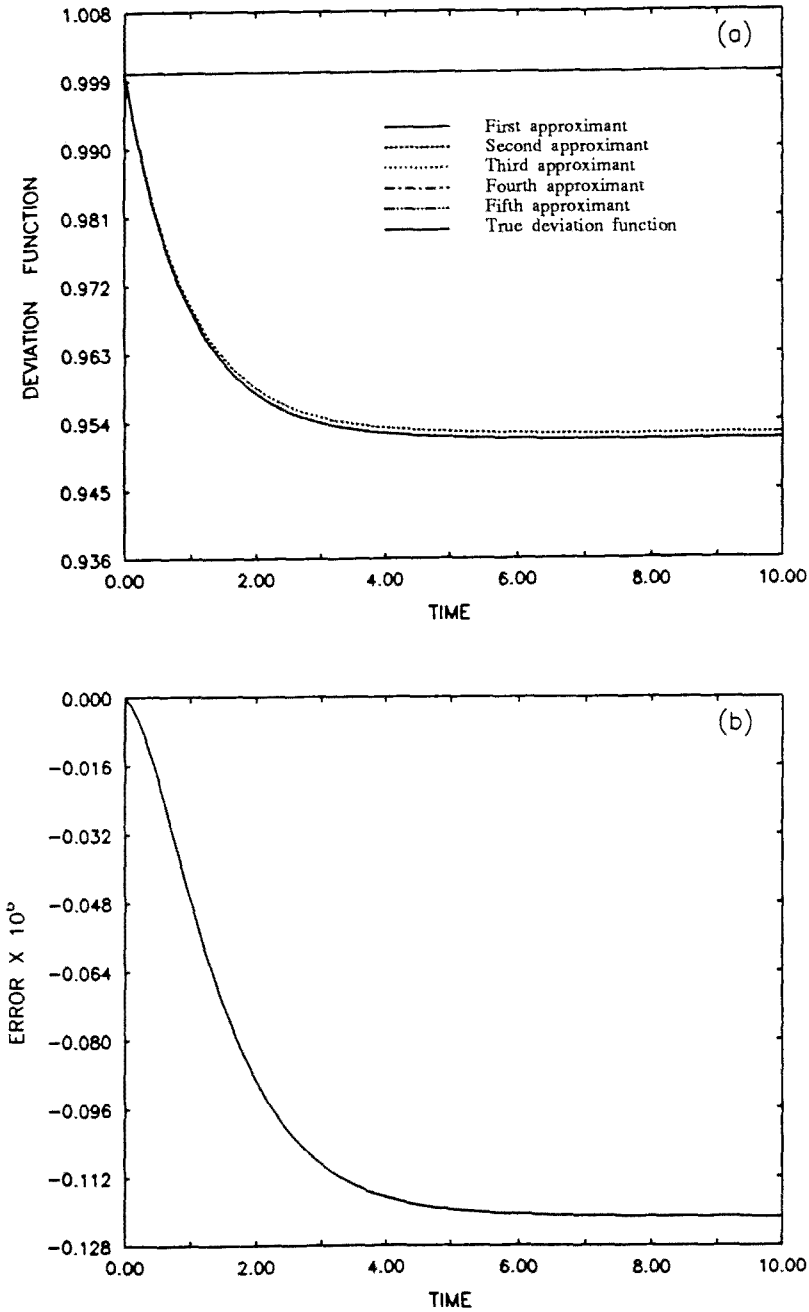 1.008
(a)
0.999
0.990
0.981
0.972
0.963
0.954
0.945
0.936
DEVIATION FUNCTION
First approximant
Second approximant
Third approximant
Fourth approximant
Fifth approximant
True deviation function
0.00 2.00 4.00 6.00 8.00 10.00
TIME
0.000
(b)
-0.016
-0.032
-0.048
-0.064
-0.080
-0.096
-0.112
-0.128
ERROR X 10
0.00 2.00 4.00 6.00 8.00 10.00
TIME